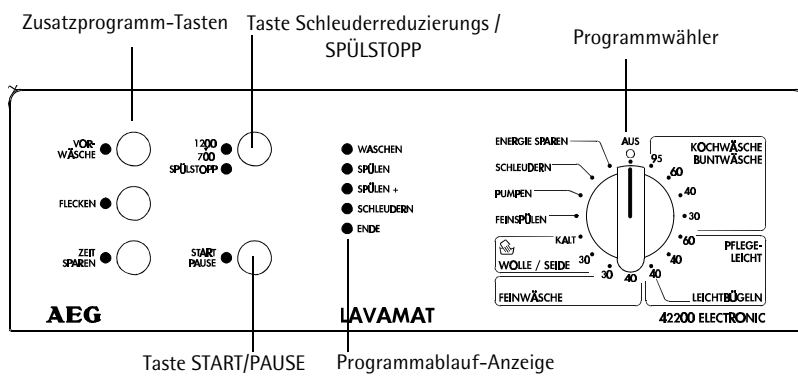 Zusatzprogramm-Tasten
Taste Schleuderreduzierung /
SPÜLSTOPP
Programmwähler
VOR-
WÄSCHE
FLECKEN
ZEIT
SPAREN
1200
700
SPÜLSTOPP
START
PAUSE
WASCHEN
SPÜLEN
SPÜLEN +
SCHLEUDERN
ENDE
ENERGIE SPAREN
SCHLEUDERN
PUMPEN
FEINSPÜLEN
KALT
30
WOLLE / SEIDE
30
40
FEINWÄSCHE
AUS
95
60
40
30
KOCHWÄSCHE
BUNTWÄSCHE
60
40
PFLEGE-
LEICHT
40
LEICHTBÜGELN
AEG
LAVAMAT
42200 ELECTRONIC
Taste START/PAUSE
Programmablauf-Anzeige